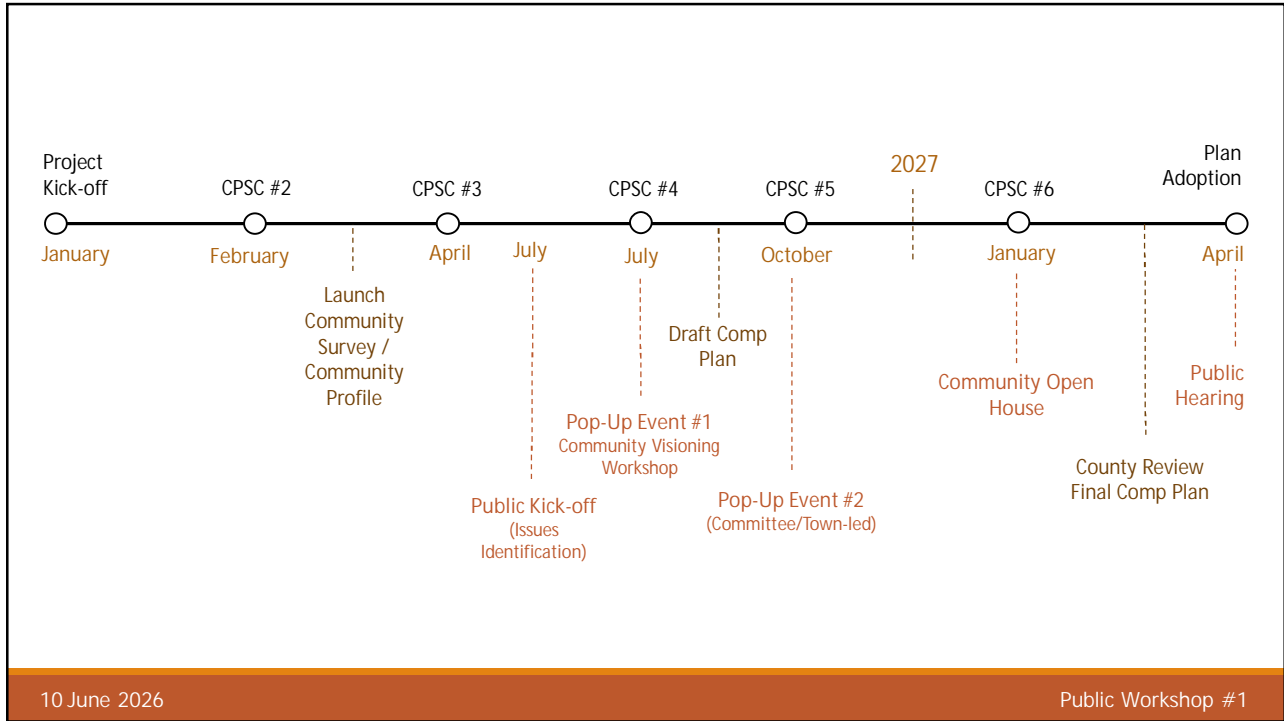 Project
Kick-off
CPSC #2
CPSC #3
CPSC #4
CPSC #5
2027
CPSC #6
Plan
Adoption
January
February
April
July
July
October
January
April
Launch
Community
Survey /
Community
Profile
Public Kick-off
(Issues
Identification)
Pop-Up Event #1
Community Visioning
Workshop
Draft Comp
Plan
Pop-Up Event #2
(Committee/Town-led)
Community Open
House
County Review
Final Comp Plan
Public
Hearing
10 June 2026
Public Workshop #1